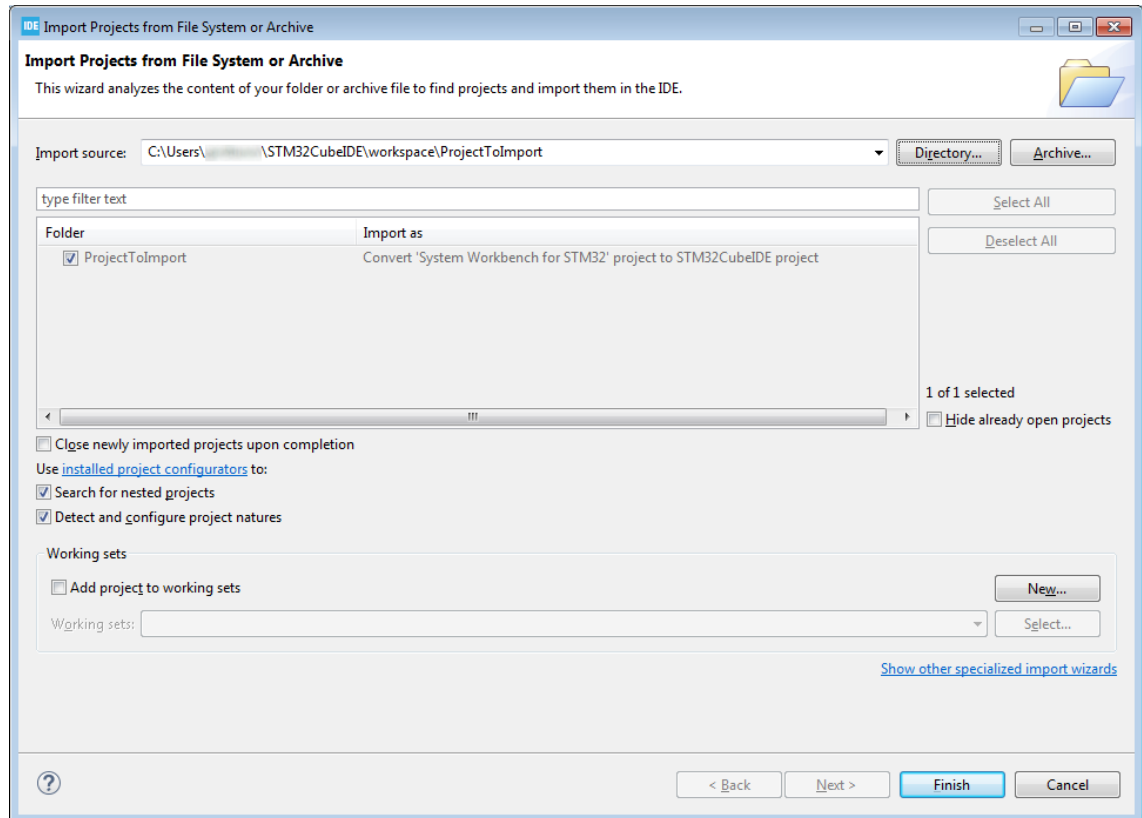 IDE Import Projects from File System or Archive
Import Projects from File System or Archive
This wizard analyzes the content of your folder or archive file to find projects and import them in the IDE.
Import source: C:\Users\ \STM32CubeIDE\workspace\ProjectToImport Directory... Archive...
type filter text Select All
Folder Import as Deselect All
ProjectToImport Convert 'System Workbench for STM32' project to STM32CubeIDE project
1 of 1 selected
Hide already open projects
Close newly imported projects upon completion
Use installed project configurators to:
Search for nested projects
Detect and configure project natures
Working sets
Add project to working sets New...
Working sets: Select...
Show other specialized import wizards
? < Back Next > Finish Cancel